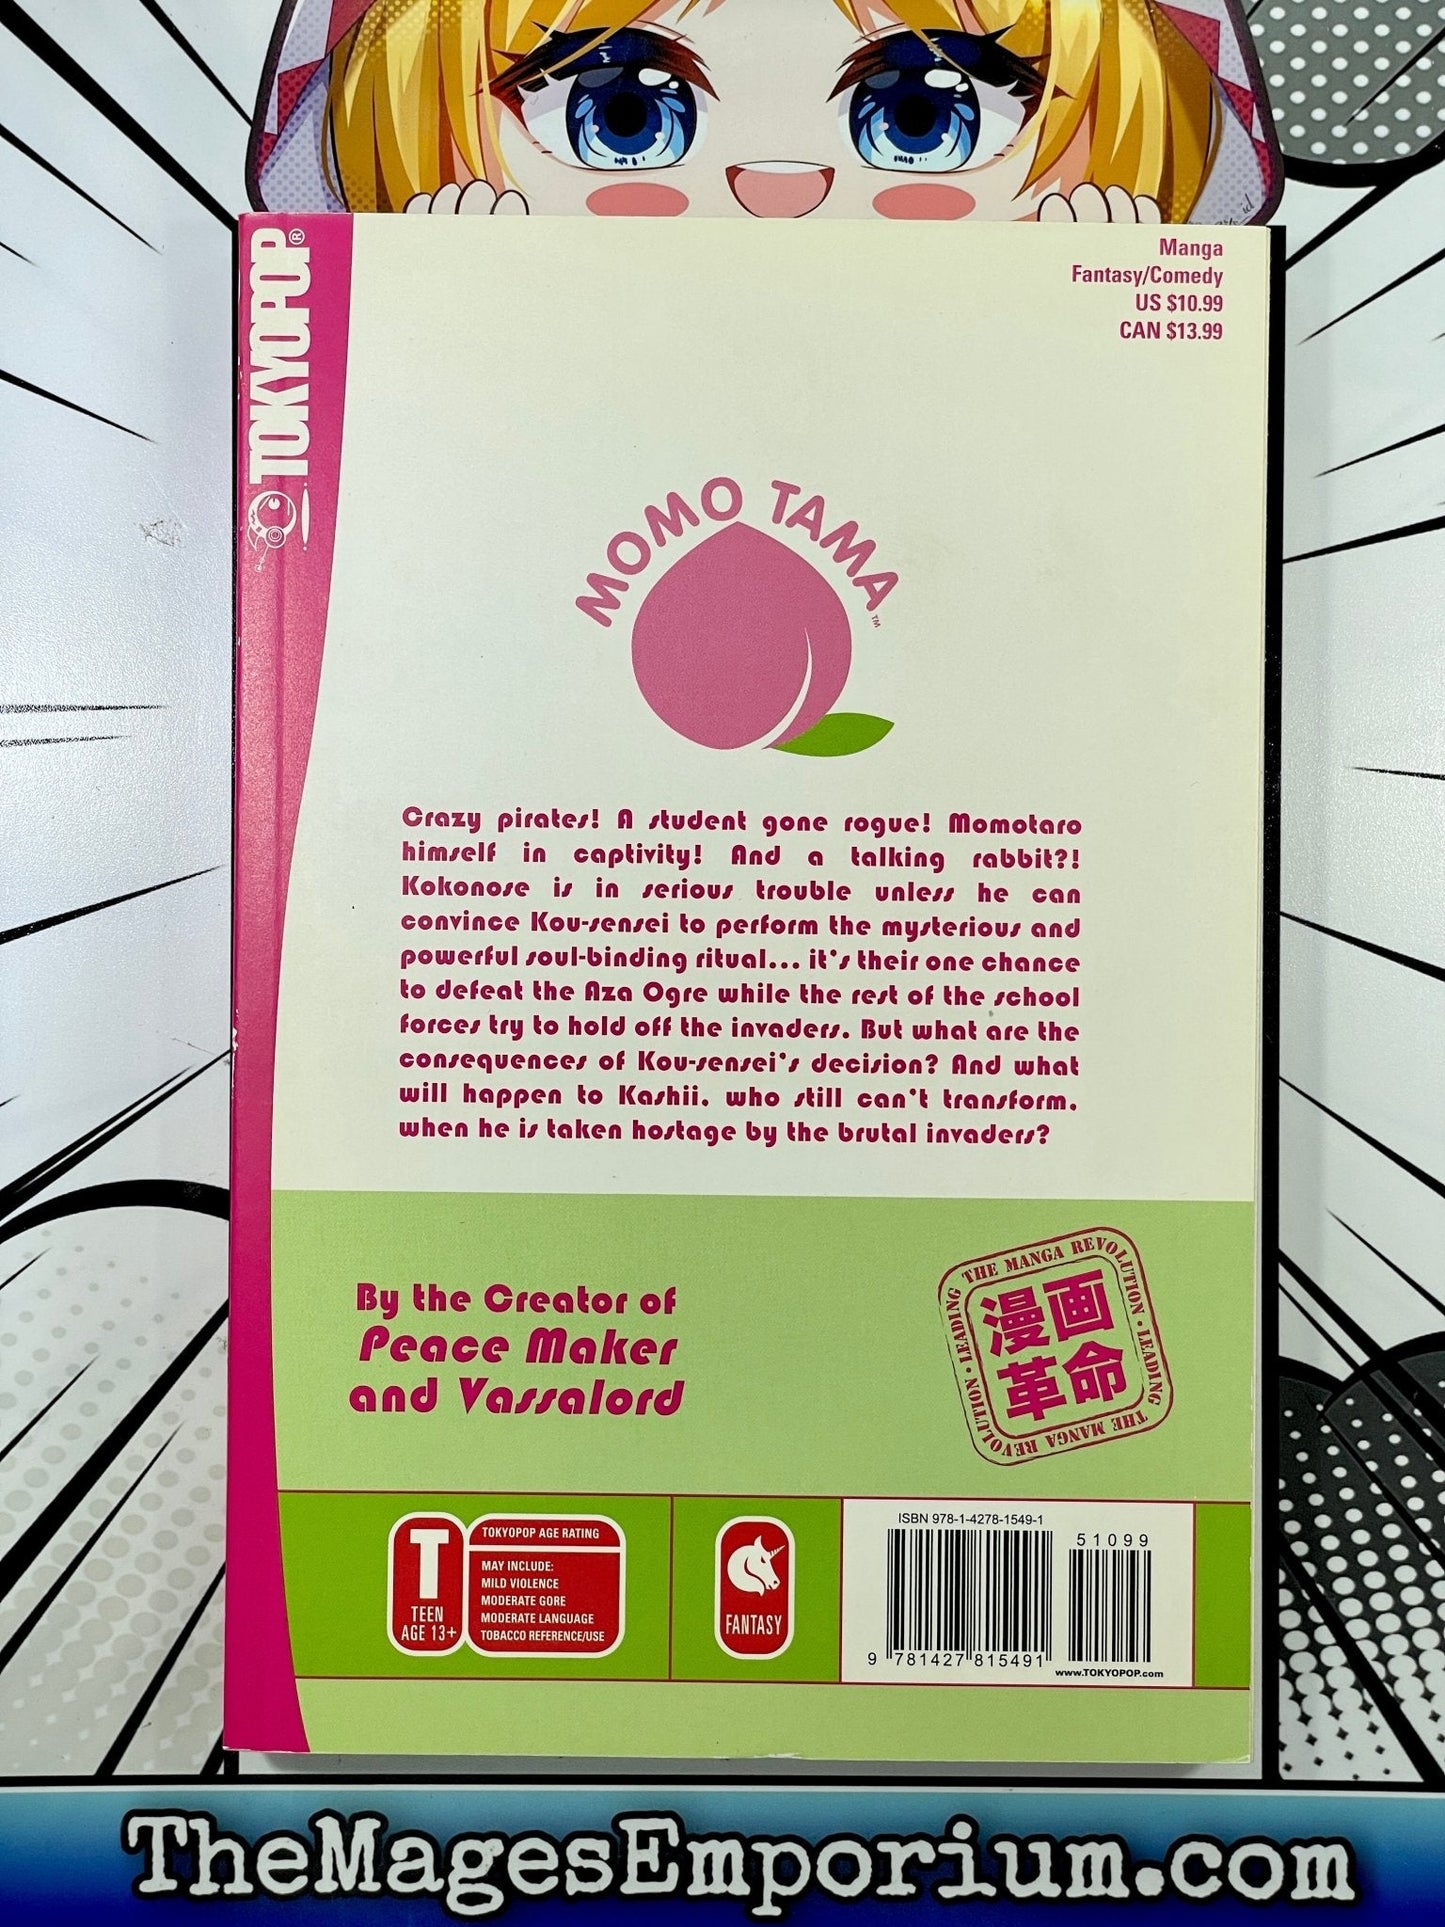 TOKYOPOP®
Manga
Fantasy/Comedy
US $10.99
CAN $13.99
MOMO TAMA™
Crazy pirates! A student gone rogue! Momotaro
himself in captivity! And a talking rabbit?!
Kokonose is in serious trouble unless he can
convince Kou-sensei to perform the mysterious and
powerful soul-binding ritual... it's their one chance
to defeat the Aza Ogre while the rest of the school
forces try to hold off the invaders. But what are the
consequences of Kou-sensei's decision? And what
will happen to Kashii, who still can't transform,
when he is taken hostage by the brutal invaders?
By the Creator of
Peace Maker
and Vassalord
THE MANGA REVOLUTION • LEADING THE MANGA REVOLUTION • LEADING
漫画
革命
T
TEEN
AGE 13+
TOKYOPOP AGE RATING
MAY INCLUDE:
MILD VIOLENCE
MODERATE GORE
MODERATE LANGUAGE
TOBACCO REFERENCE/USE
FANTASY
ISBN 978-1-4278-1549-1
51099
9 781427 815491
www.TOKYOPOP.com
TheMagesEmporium.com